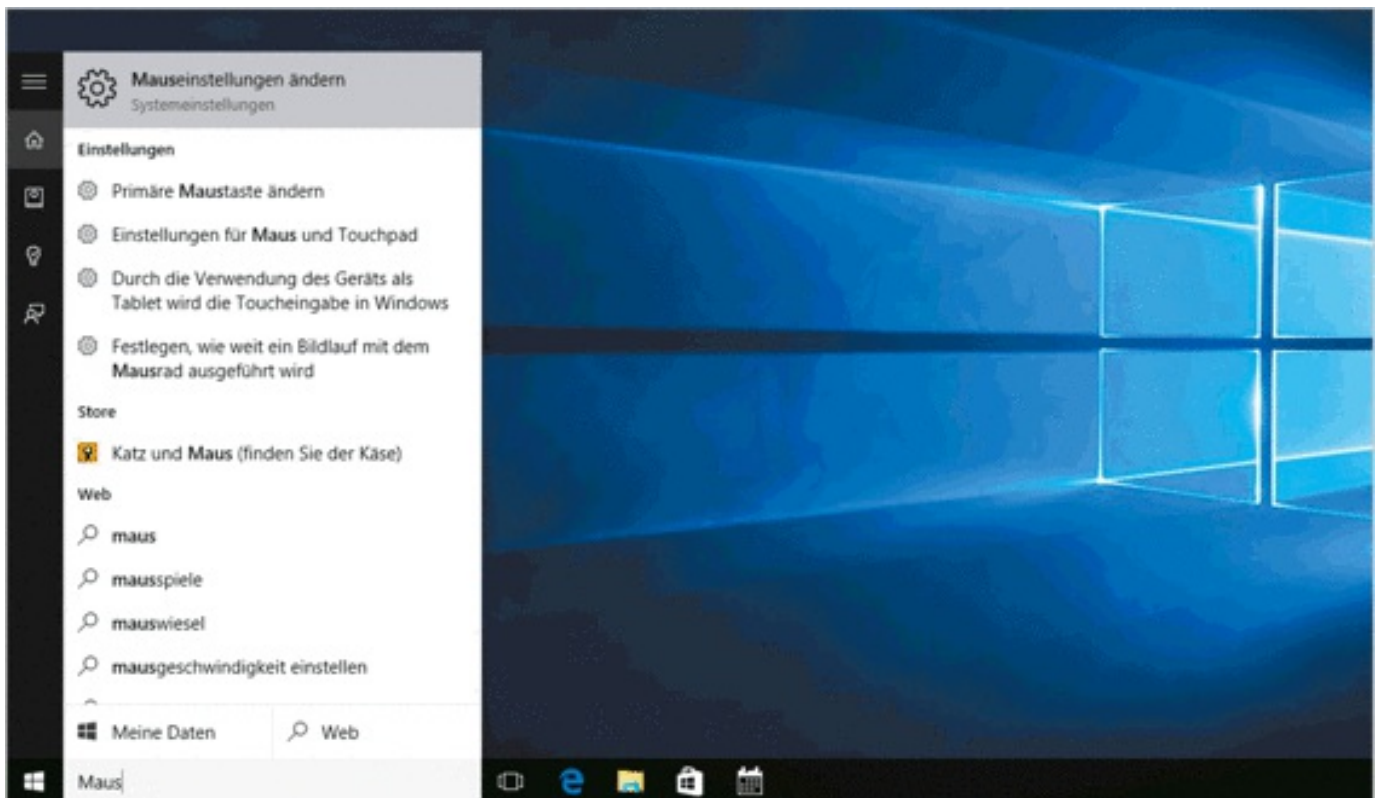 Mauseinstellungen ändern
Systemeinstellungen
Einstellungen
Primäre Maustaste ändern
Einstellungen für Maus und Touchpad
Durch die Verwendung des Geräts als
Tablet wird die Toucheingabe in Windows
Festlegen, wie weit ein Bildlauf mit dem
Mausrad ausgeführt wird
Store
Katz und Maus (finden Sie der Käse)
Web
maus
mausspiele
mauswiesel
mausgeschwindigkeit einstellen
Meine Daten
Web
Maus